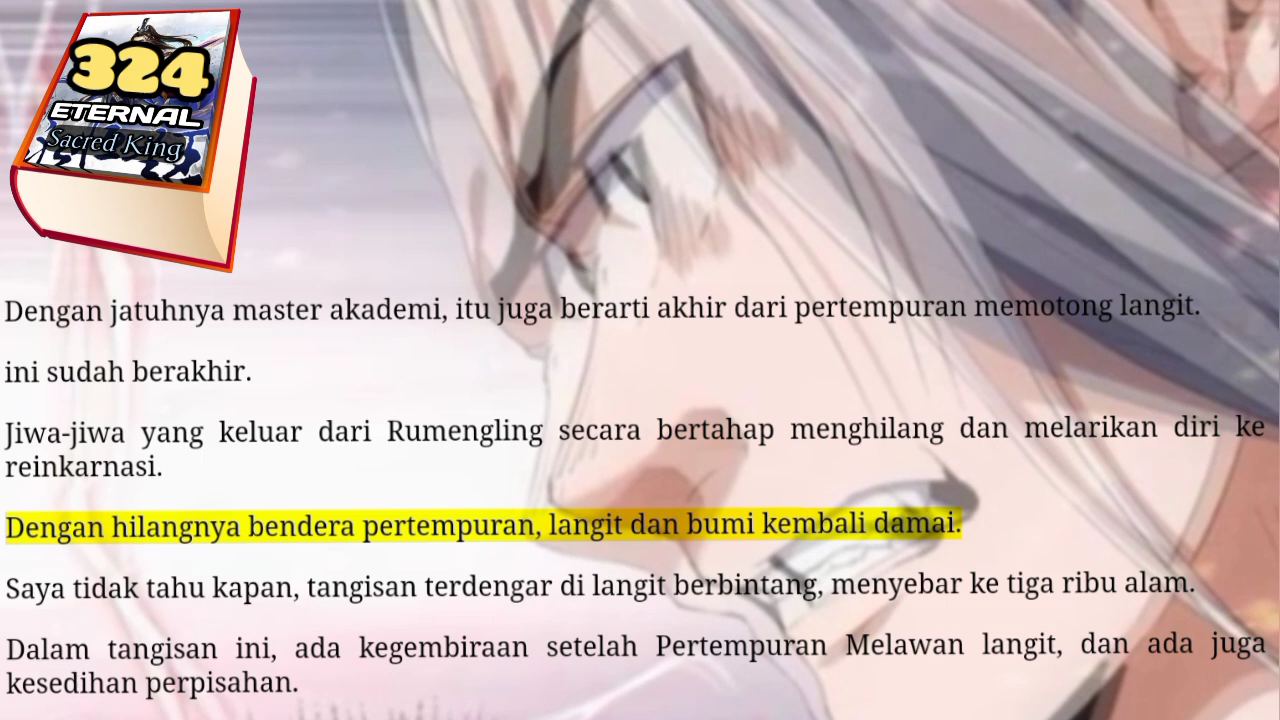 324
ETERNAL
Sacred King
Dengan jatuhnya master akademi, itu juga berarti akhir dari pertempuran memotong langit.
ini sudah berakhir.
Jiwa-jiwa yang keluar dari Rumengling secara bertahap menghilang dan melarikan diri ke
reinkarnasi.
Dengan hilangnya bendera pertempuran, langit dan bumi kembali damai.
Saya tidak tahu kapan, tangisan terdengar di langit berbintang, menyebar ke tiga ribu alam.
Dalam tangisan ini, ada kegembiraan setelah Pertempuran Melawan langit, dan ada juga
kesedihan perpisahan.